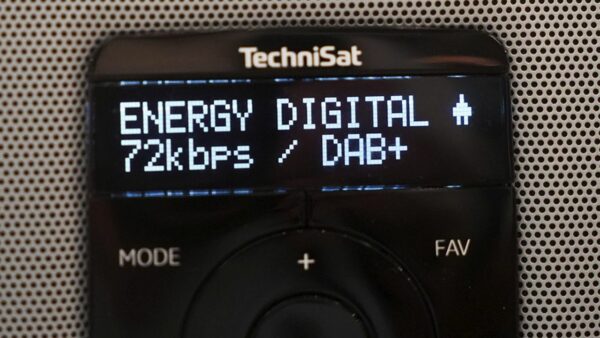 TechniSat
ENERGY DIGITAL
72kbps / DAB+
MODE
+
FAV